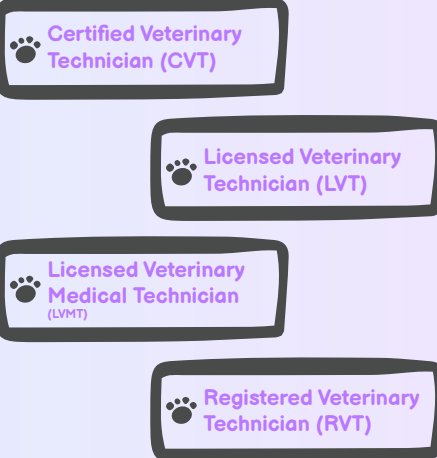 Certified Veterinary
Technician (CVT)
Licensed Veterinary
Technician (LVT)
Licensed Veterinary
Medical Technician
(LVMT)
Registered Veterinary
Technician (RVT)